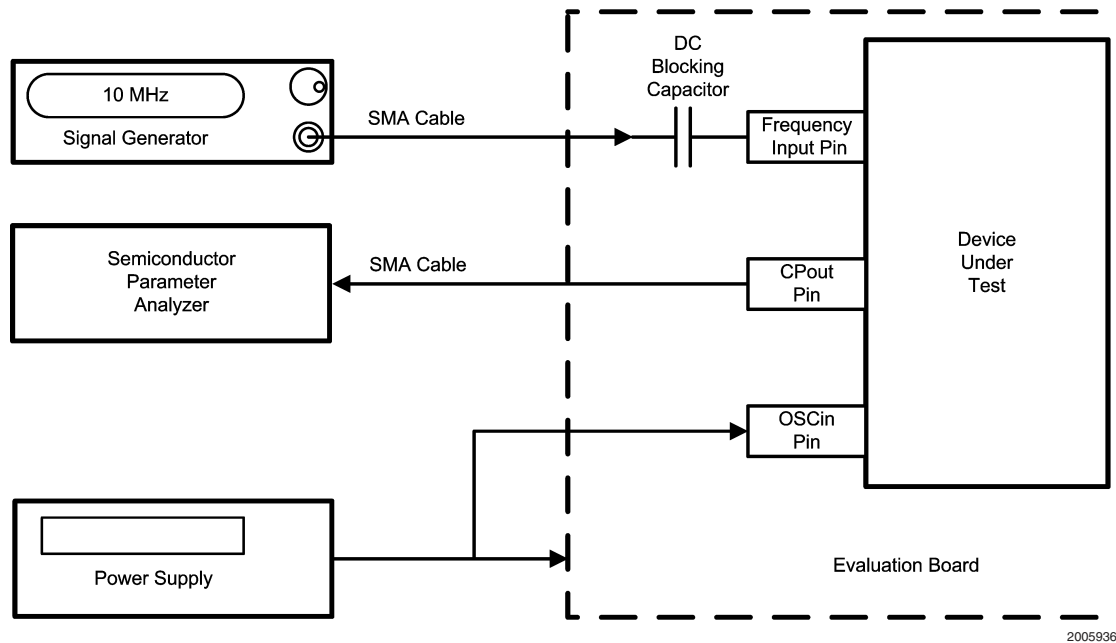 10 MHz
Signal Generator
SMA Cable
DC
Blocking
Capacitor
Frequency
Input Pin
Semiconductor
Parameter
Analyzer
SMA Cable
CPout
Pin
Device
Under
Test
OSCin
Pin
Power Supply
Evaluation Board
2005936